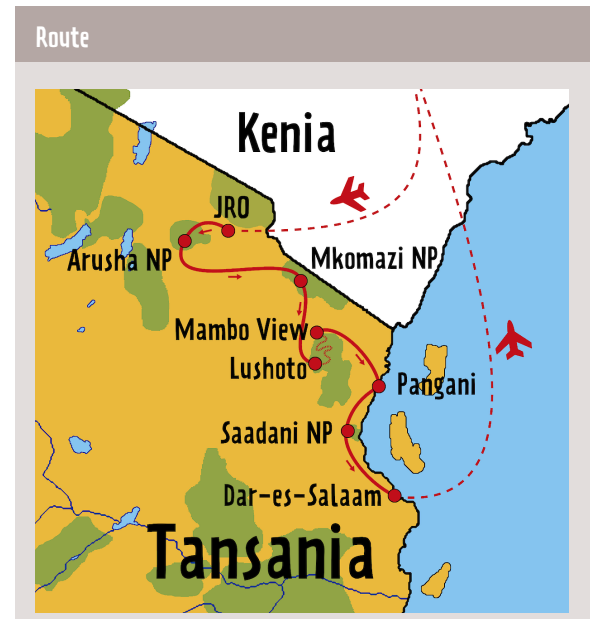 Route
Kenia
JRO
Arusha NP
Mkomazi NP
Mambo View
Lushoto
Pangani
Saadani NP
Dar-es-Salaam
Tansania